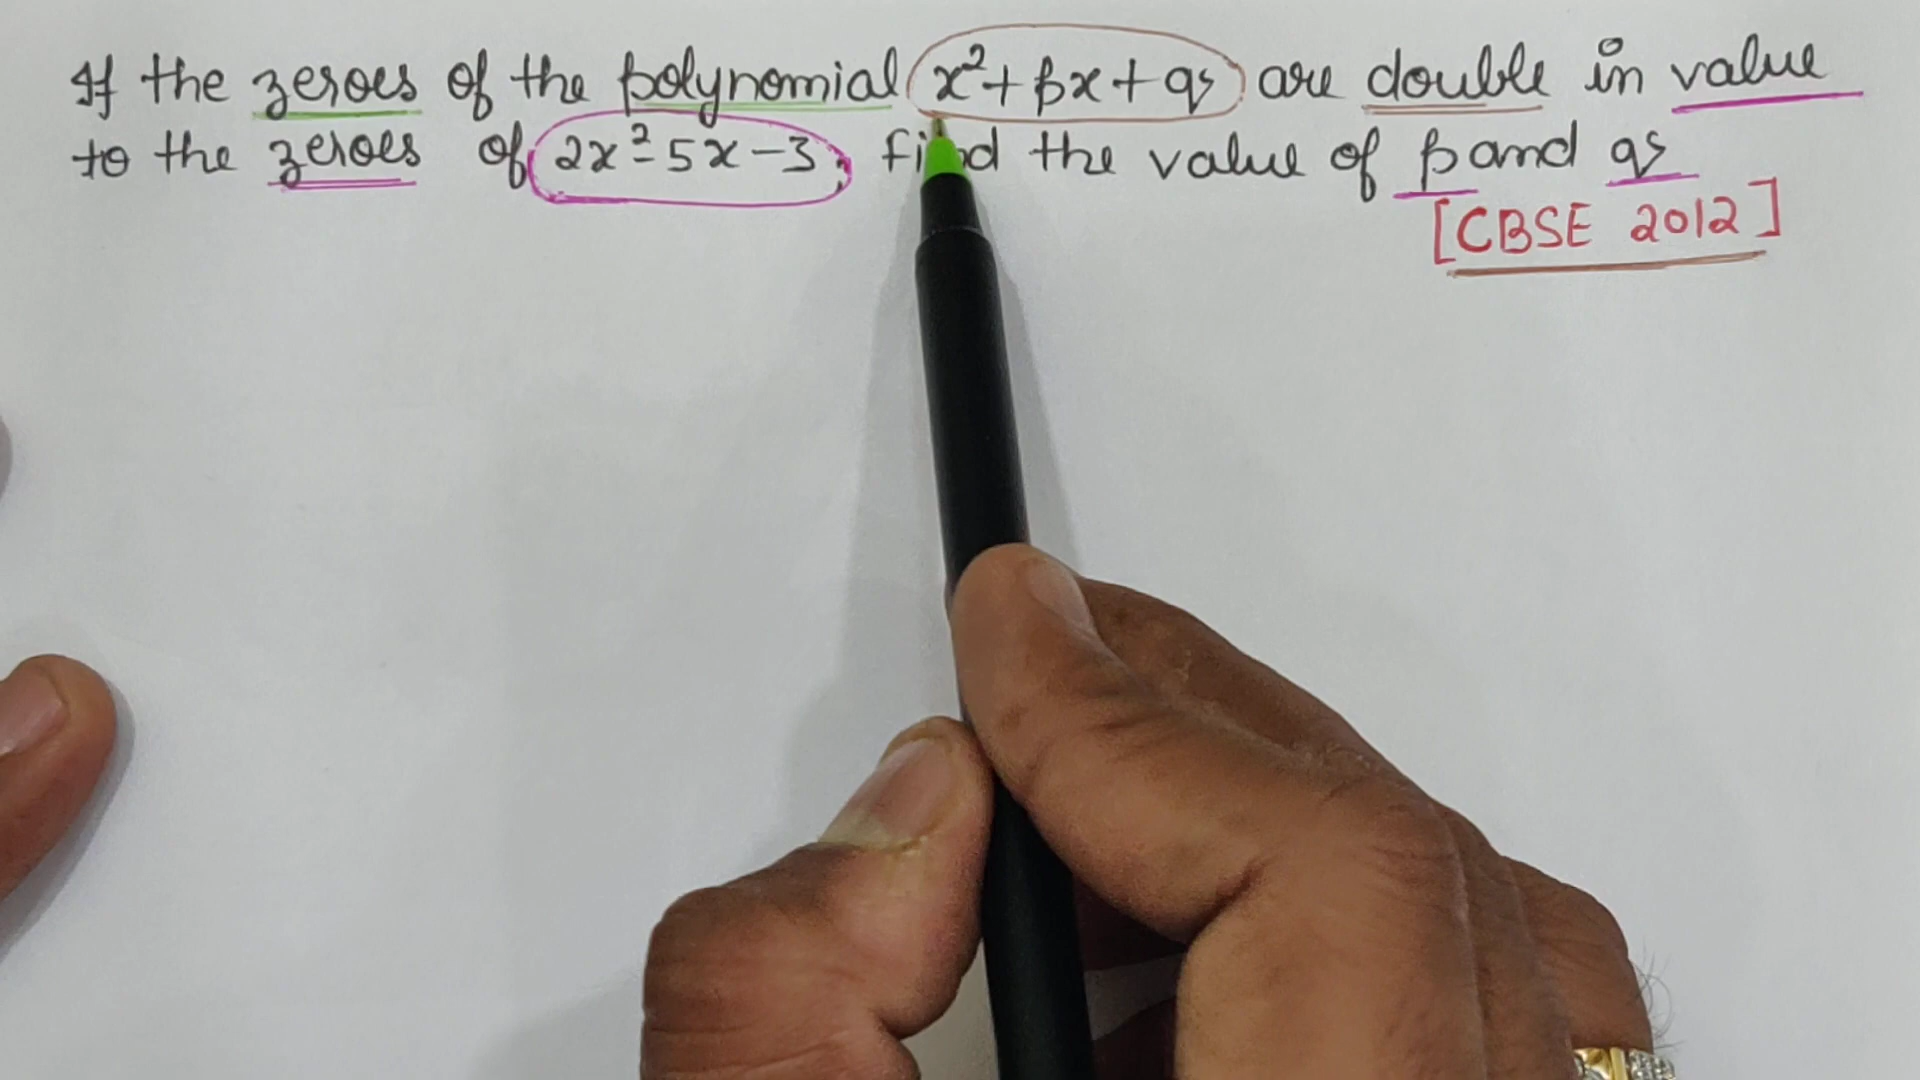 If the zeroes of the polynomial x²+px+q are double in value
to the zeroes of 2x²-5x-3, find the value of p and q
[CBSE 2012]